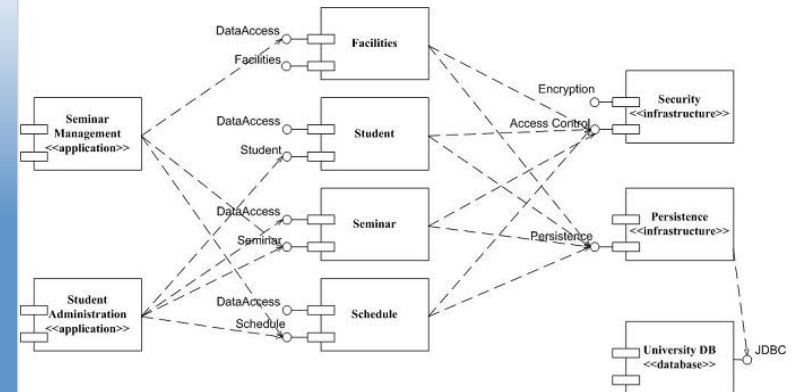 DataAccess
Facilities
Facilities
Seminar
Management
<<application>>
DataAccess
Student
Student
Encryption
Access Control
Security
<<infrastructure>>
DataAccess
Seminar
Seminar
Persistence
Persistence
<<infrastructure>>
Student
Administration
<<application>>
DataAccess
Schedule
Schedule
University DB
<<database>>
JDBC